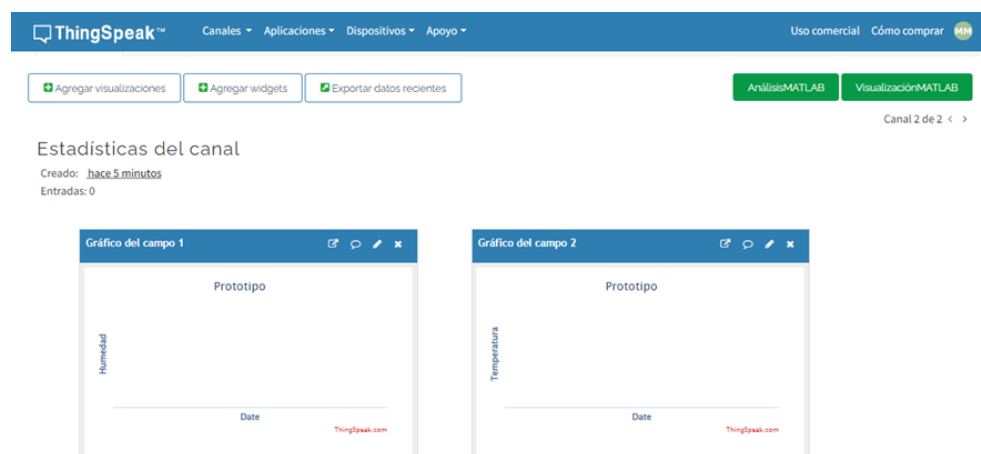 ThingSpeak™ Canales Aplicaciones Dispositivos Apoyo Uso comercial Cómo comprar MM
Agregar visualizaciones Agregar widgets Exportar datos recientes AnálisisMATLAB VisualizaciónMATLAB
Canal 2 de 2 < >
Estadísticas del canal
Creado: hace 5 minutos
Entradas: 0
Gráfico del campo 1
Prototipo
Humedad
Date
ThingSpeak.com
Gráfico del campo 2
Prototipo
Temperatura
Date
ThingSpeak.com